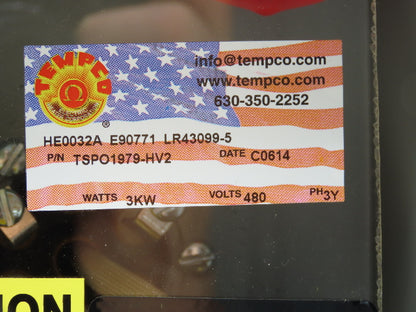 TEMPCO
®
info@tempco.com
www.tempco.com
630-350-2252
HE0032A E90771 LR43099-5
P/N TSPO1979-HV2 DATE C0614
WATTS 3KW VOLTS 480 PH 3Y
ION